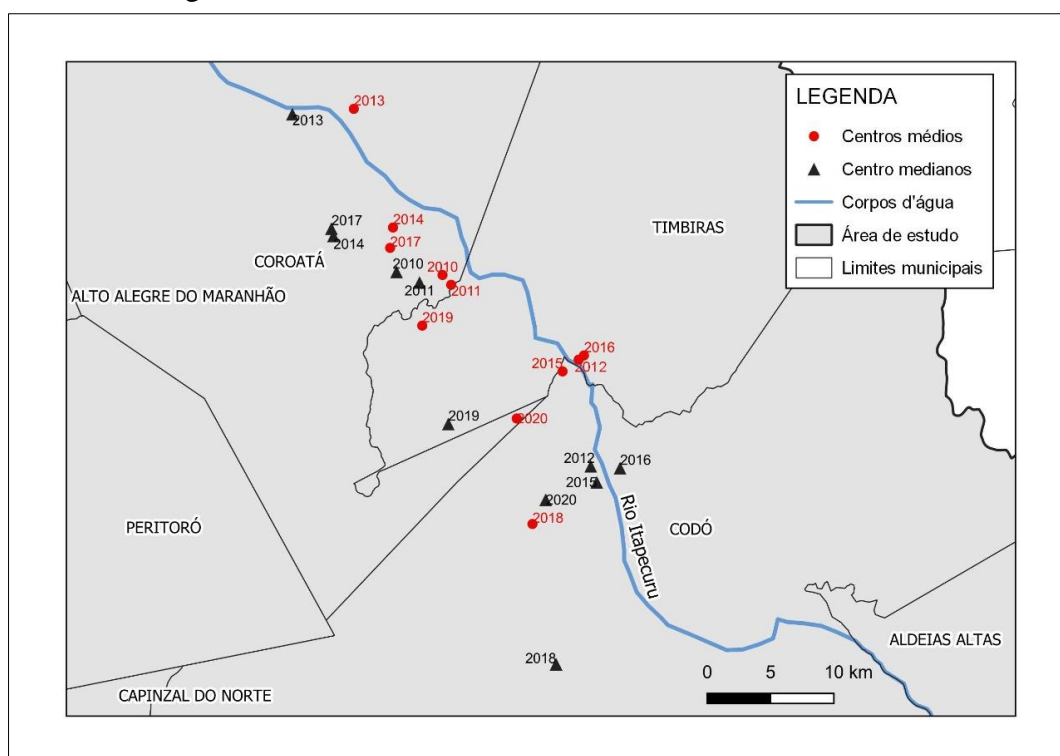 2013
2013
LEGENDA
Centros médios
Centro medianos
Corpos d'água
Área de estudo
Limites municipais
2017
2014
2014
2017
TIMBIRAS
COROATÁ
2010
2010
2011
2011
ALTO ALEGRE DO MARANHÃO
2019
2016
2015
2012
2019
2020
2012
2016
2015
2020
2018
PERITORÓ
Rio Itapecuru
CODÓ
ALDEIAS ALTAS
2018
0 5 10 km
CAPINZAL DO NORTE